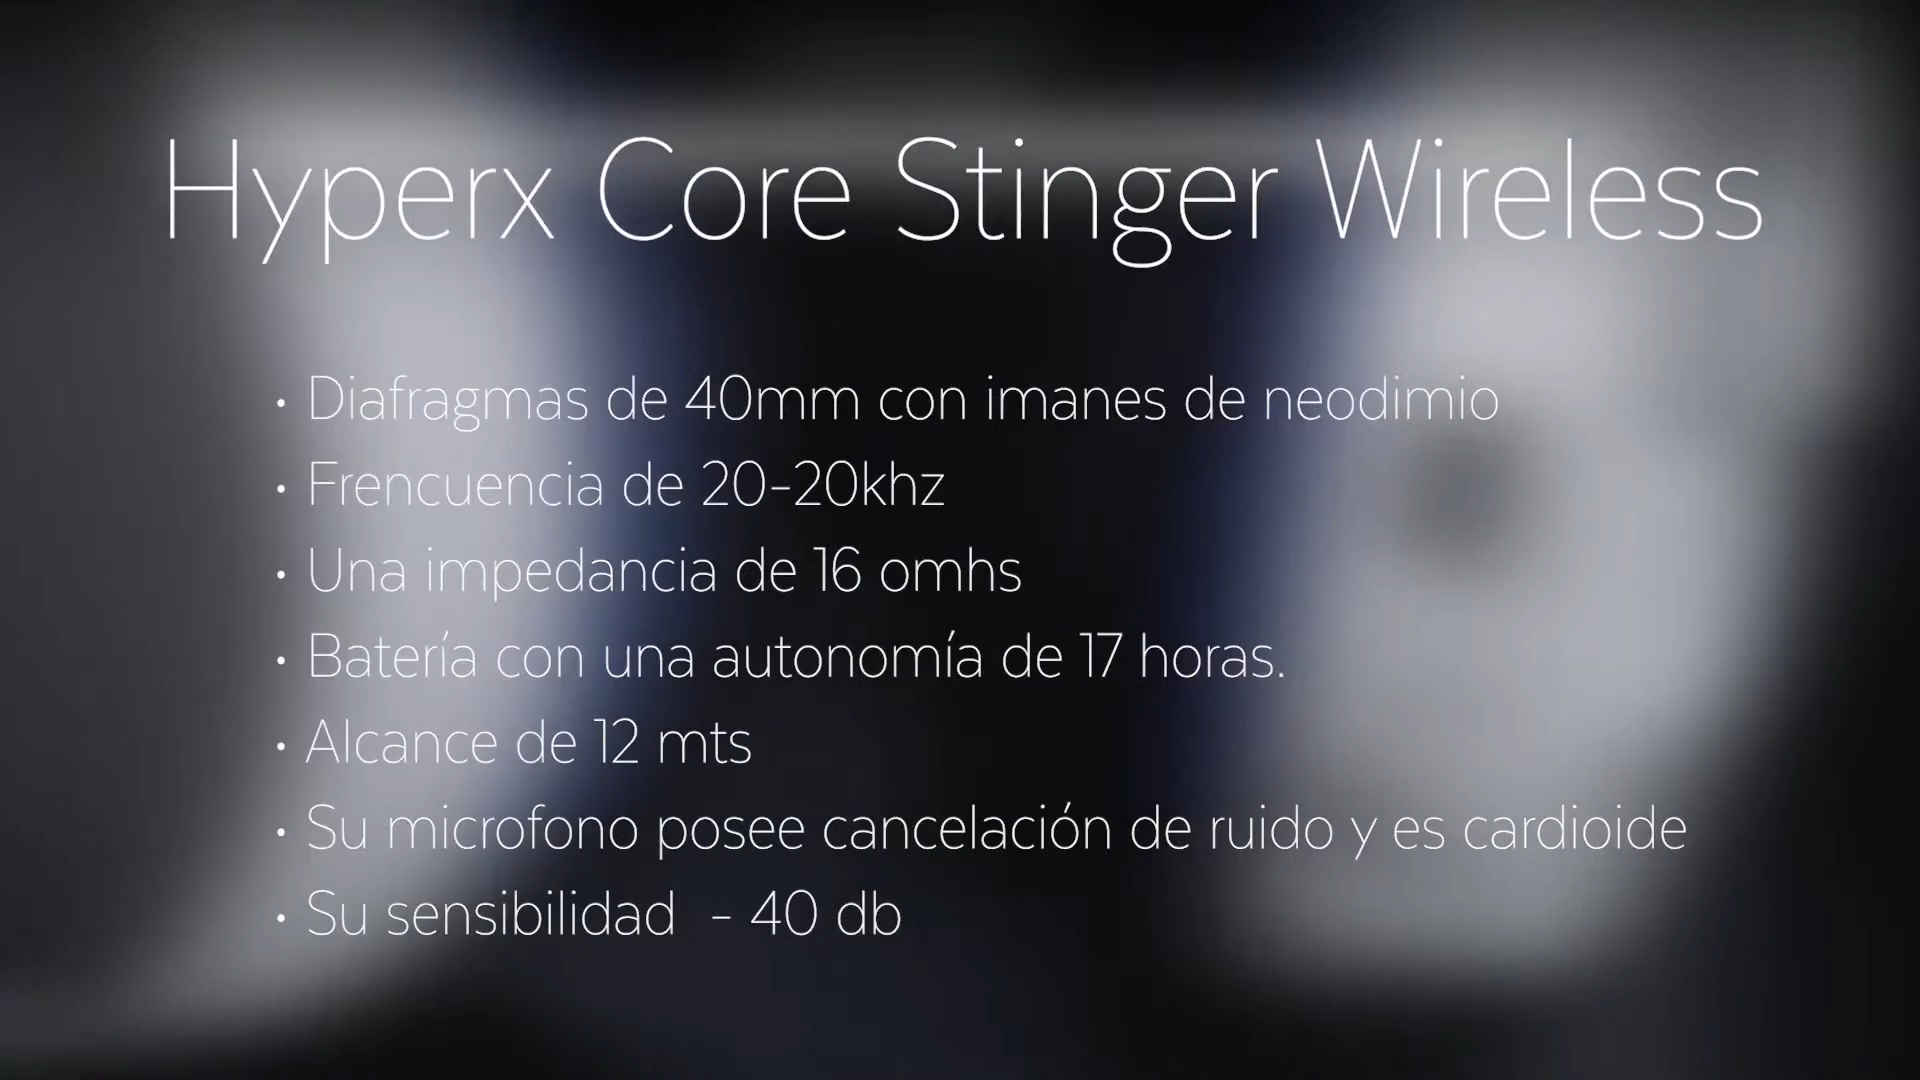 Hyperx Core Stinger Wireless
• Diafragmas de 40mm con imanes de neodimio
• Frencuencia de 20-20khz
• Una impedancia de 16 omhs
• Batería con una autonomía de 17 horas.
• Alcance de 12 mts
• Su microfono posee cancelación de ruido y es cardioide
• Su sensibilidad - 40 db